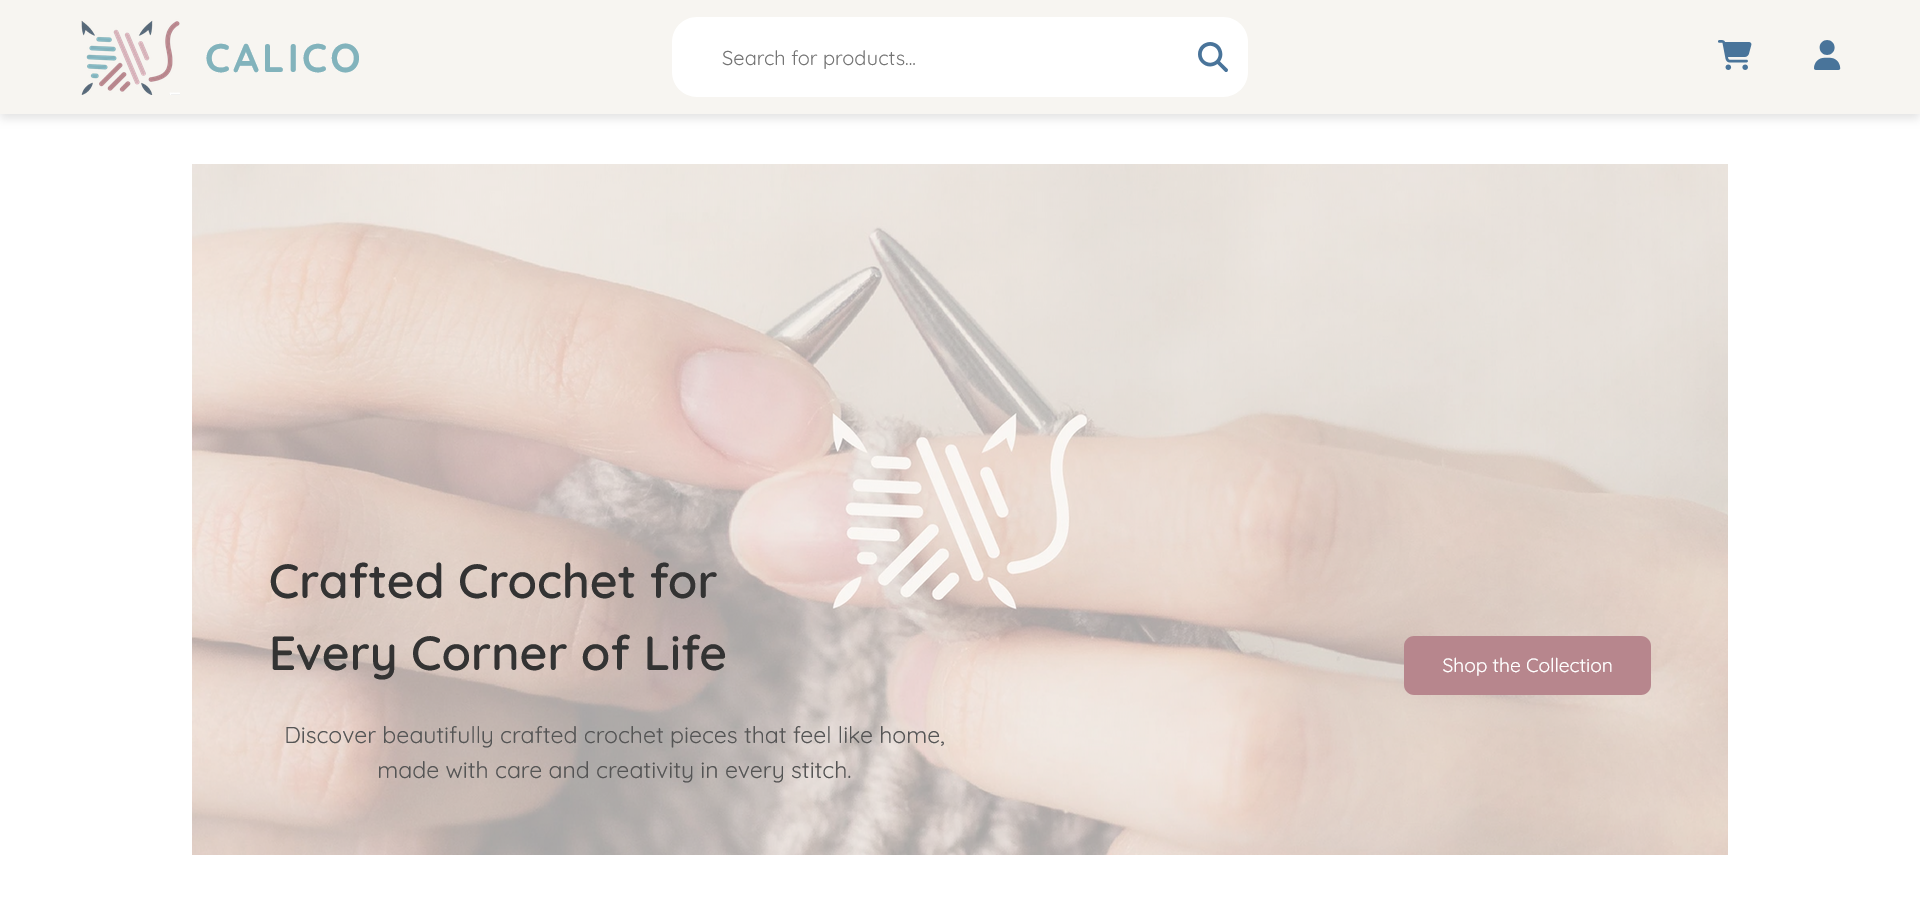 CALICO
Search for products...
Crafted Crochet for
Every Corner of Life
Shop the Collection
Discover beautifully crafted crochet pieces that feel like home,
made with care and creativity in every stitch.